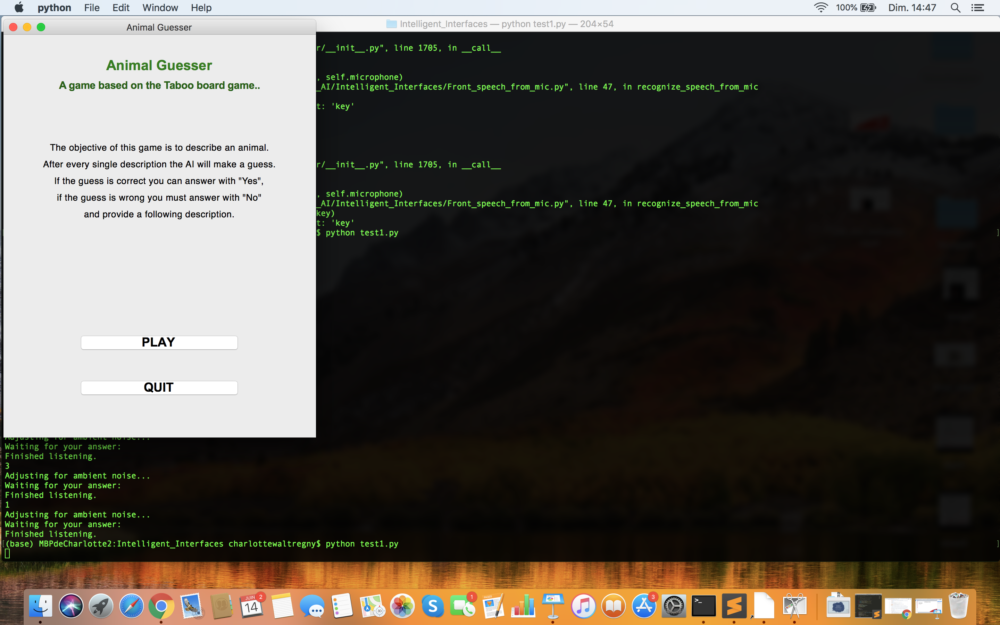 python File Edit Window Help 100% Dim. 14:47
Intelligent_Interfaces — python test1.py — 204×54
Animal Guesser
Animal Guesser
A game based on the Taboo board game..
The objective of this game is to describe an animal.
After every single description the AI will make a guess.
If the guess is correct you can answer with "Yes",
if the guess is wrong you must answer with "No"
and provide a following description.
PLAY
QUIT
r/__init__.py", line 1705, in __call__
, self.microphone)
_AI/Intelligent_Interfaces/Front_speech_from_mic.py", line 47, in recognize_speech_from_mic
t: 'key'
r/__init__.py", line 1705, in __call__
, self.microphone)
_AI/Intelligent_Interfaces/Front_speech_from_mic.py", line 47, in recognize_speech_from_mic
key)
t: 'key'
$ python test1.py
Adjusting for ambient noise...
Waiting for your answer:
Finished listening.
3
Adjusting for ambient noise...
Waiting for your answer:
Finished listening.
1
Adjusting for ambient noise...
Waiting for your answer:
Finished listening.
(base) MBPdeCharlotte2:Intelligent_Interfaces charlottewaltregny$ python test1.py
JUIN 2
14
3D
S
1
PAGES
3
>_